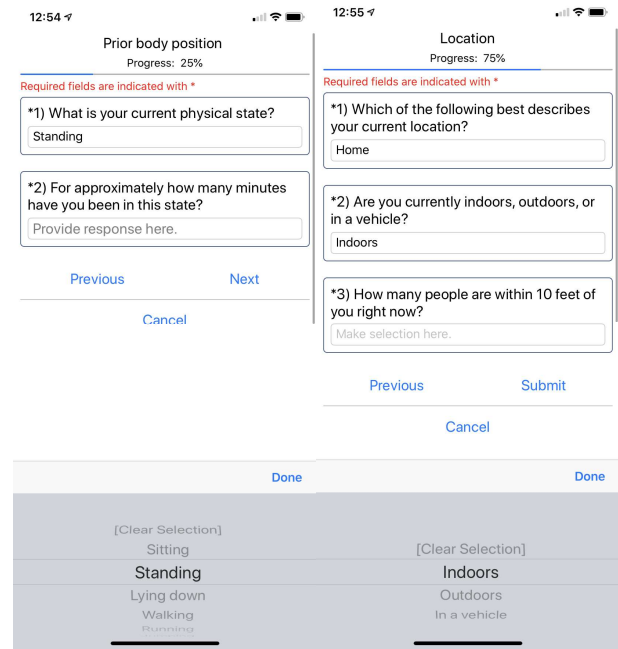 12:54
Prior body position
Progress: 25%
Required fields are indicated with *
*1) What is your current physical state?
Standing
*2) For approximately how many minutes
have you been in this state?
Provide response here.
Previous
Next
Cancel
Done
[Clear Selection]
Sitting
Standing
Lying down
Walking
Running
12:55
Location
Progress: 75%
Required fields are indicated with *
*1) Which of the following best describes
your current location?
Home
*2) Are you currently indoors, outdoors, or
in a vehicle?
Indoors
*3) How many people are within 10 feet of
you right now?
Make selection here.
Previous
Submit
Cancel
Done
[Clear Selection]
Indoors
Outdoors
In a vehicle